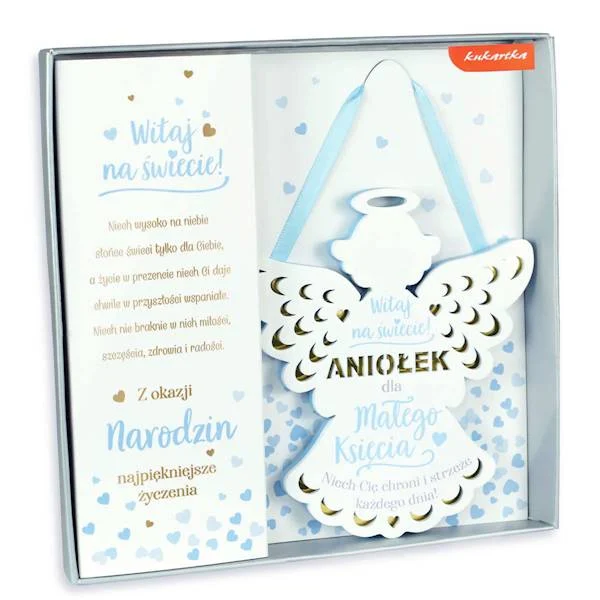 kukartka
Witaj
na świecie!
Niech wysoko na niebie
słońce świeci tylko dla Ciebie,
a życie w prezencie niech Ci daje
chwile w przyszłości wspaniałe.
Niech nie braknie w nich miłości,
szczęścia, zdrowia i radości.
Z okazji
Narodzin
najpiękniejsze
życzenia
Witaj
na świecie!
ANIOŁEK
dla
Małego
Księcia
Niech Cię chroni i strzeże
każdego dnia!